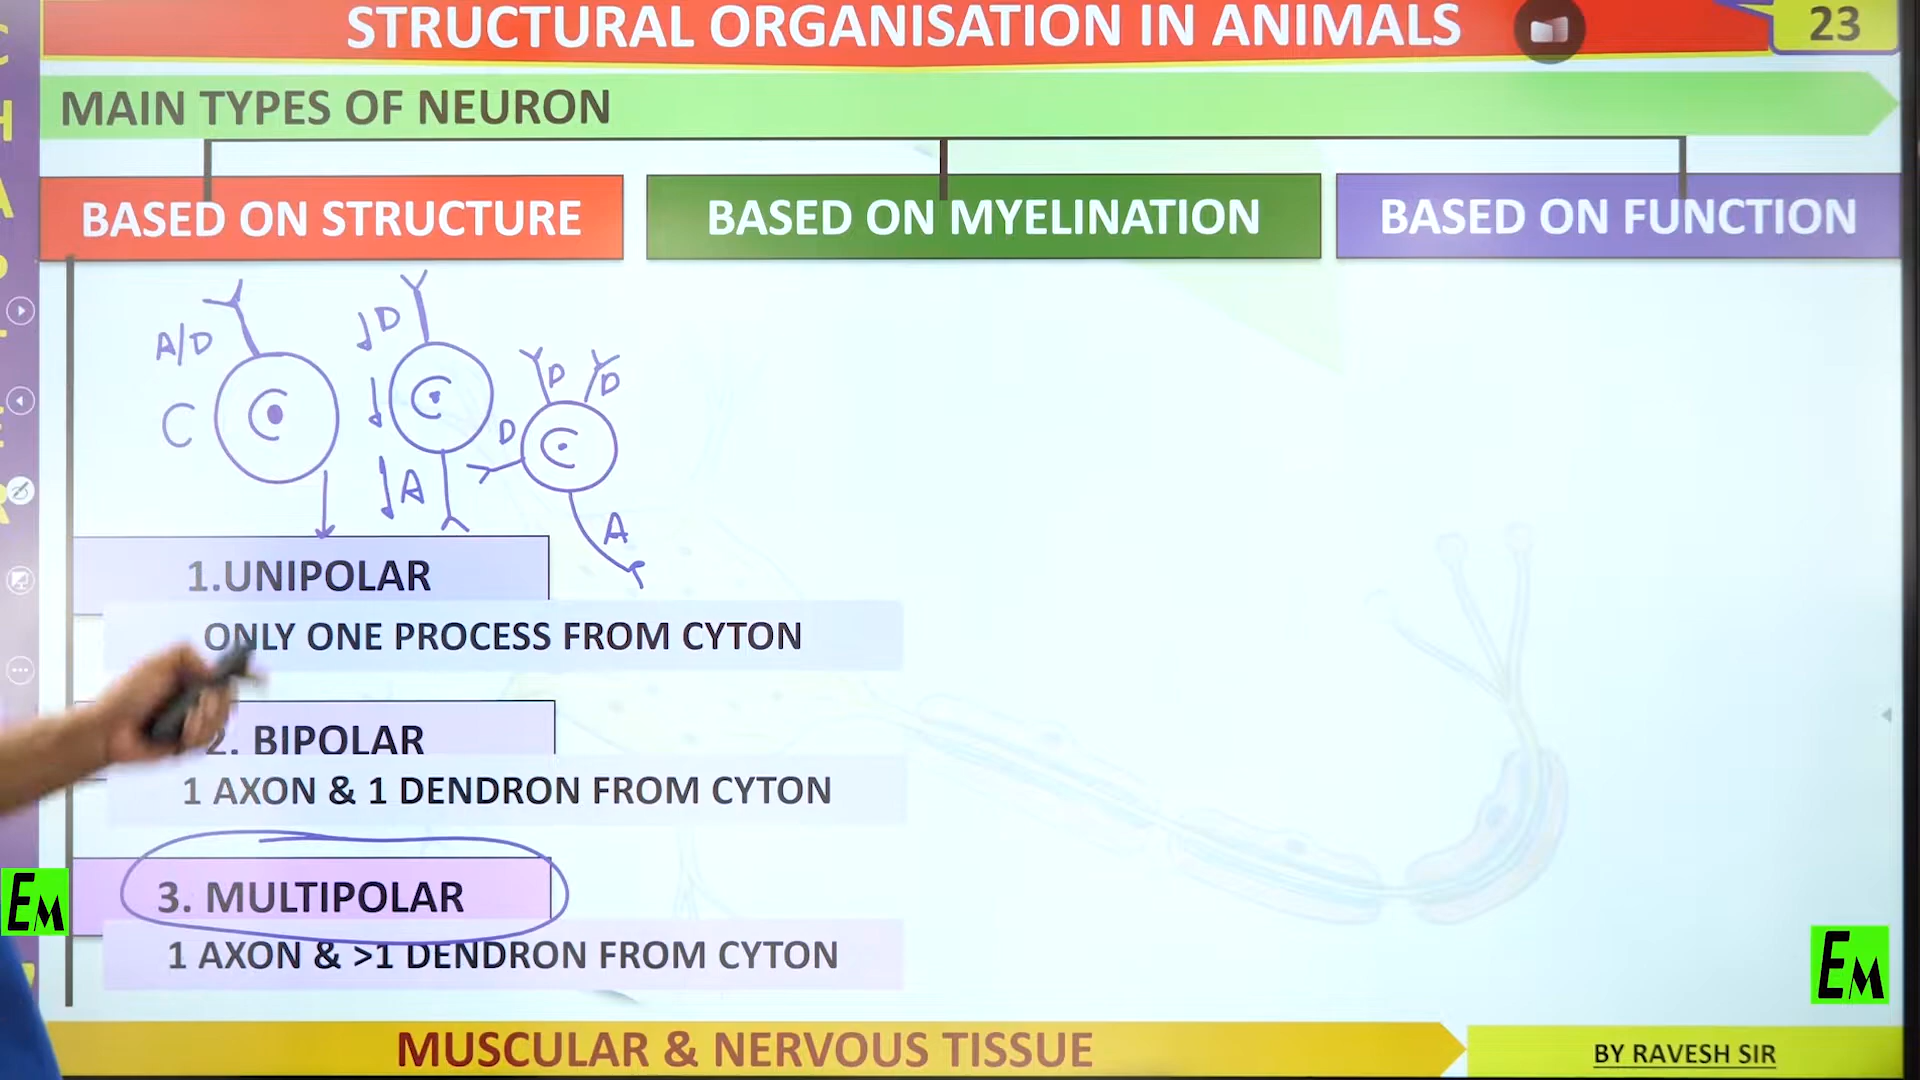 STRUCTURAL ORGANISATION IN ANIMALS
23
MAIN TYPES OF NEURON
BASED ON STRUCTURE
BASED ON MYELINATION
BASED ON FUNCTION
A/D
C
D
C
A
D
D
D
C
A
1.UNIPOLAR
ONLY ONE PROCESS FROM CYTON
2. BIPOLAR
1 AXON & 1 DENDRON FROM CYTON
3. MULTIPOLAR
1 AXON & >1 DENDRON FROM CYTON
EM
EM
MUSCULAR & NERVOUS TISSUE
BY RAVESH SIR